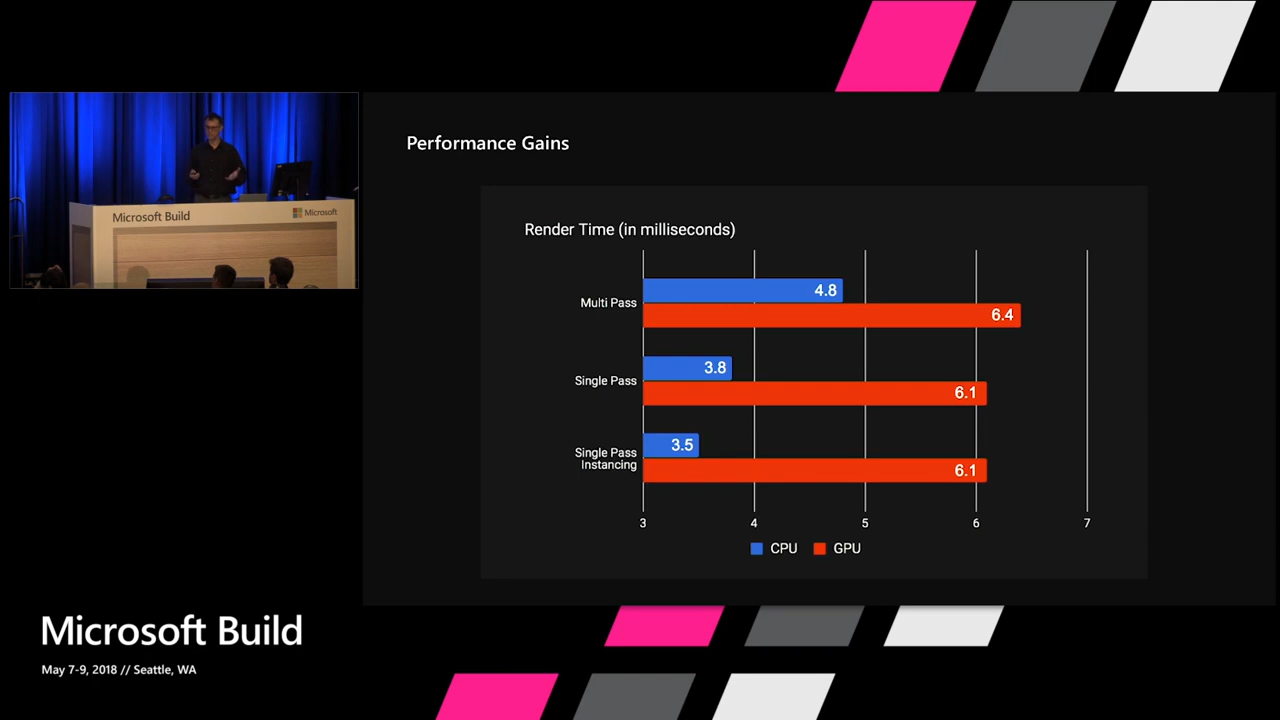 Microsoft Build
Microsoft
Performance Gains
Render Time (in milliseconds)
Multi Pass
4.8
6.4
Single Pass
3.8
6.1
Single Pass
Instancing
3.5
6.1
3 4 5 6 7
CPU GPU
Microsoft Build
May 7-9, 2018 // Seattle, WA